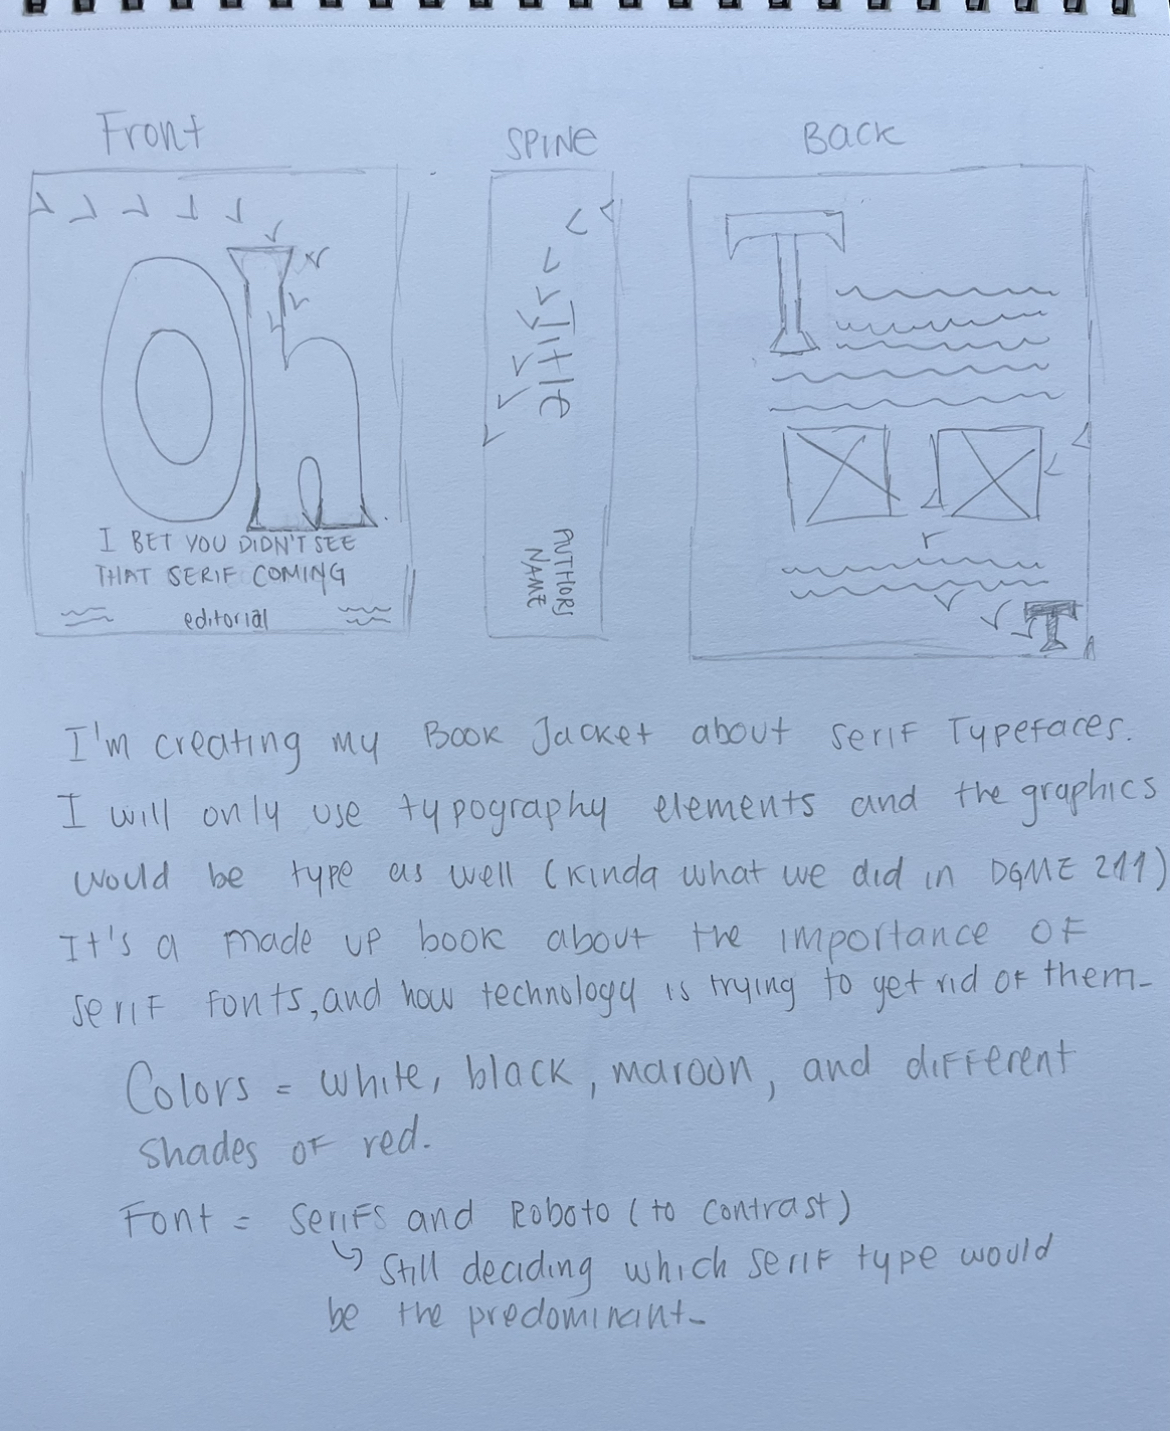 Front
SPINE
Back
Oh
I BET YOU DIDN'T SEE
THAT SERIF COMING
editorial
Title
AUTHOR
NAME
T
r
T
I'm creating my Book Jacket about serif Typefaces.
I will only use typography elements and the graphics
would be type as well (kinda what we did in DGME 211)
It's a made up book about the importance of
serif fonts, and how technology is trying to get rid of them-
Colors = white, black, maroon, and different
shades of red.
Font = serifs and Roboto (to contrast)
↳ Still deciding which serif type would
be the predominant-